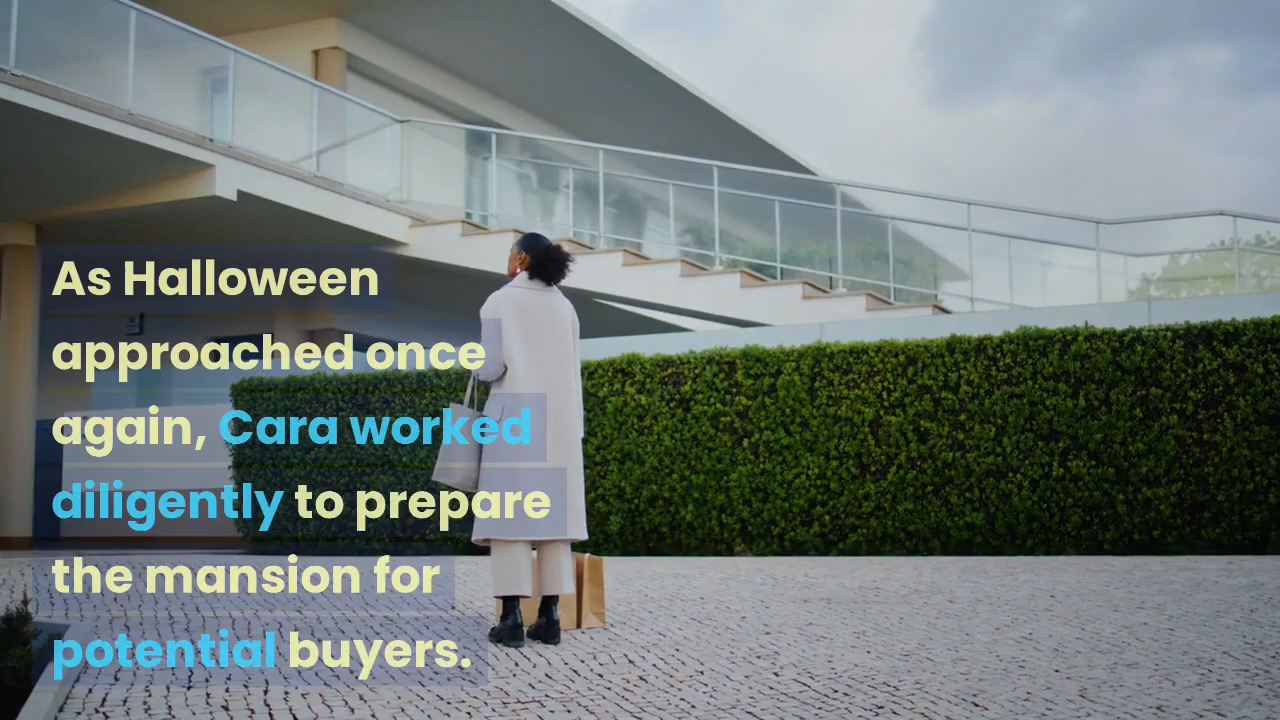 As Halloween
approached once
again, Cara worked
diligently to prepare
the mansion for
potential buyers.